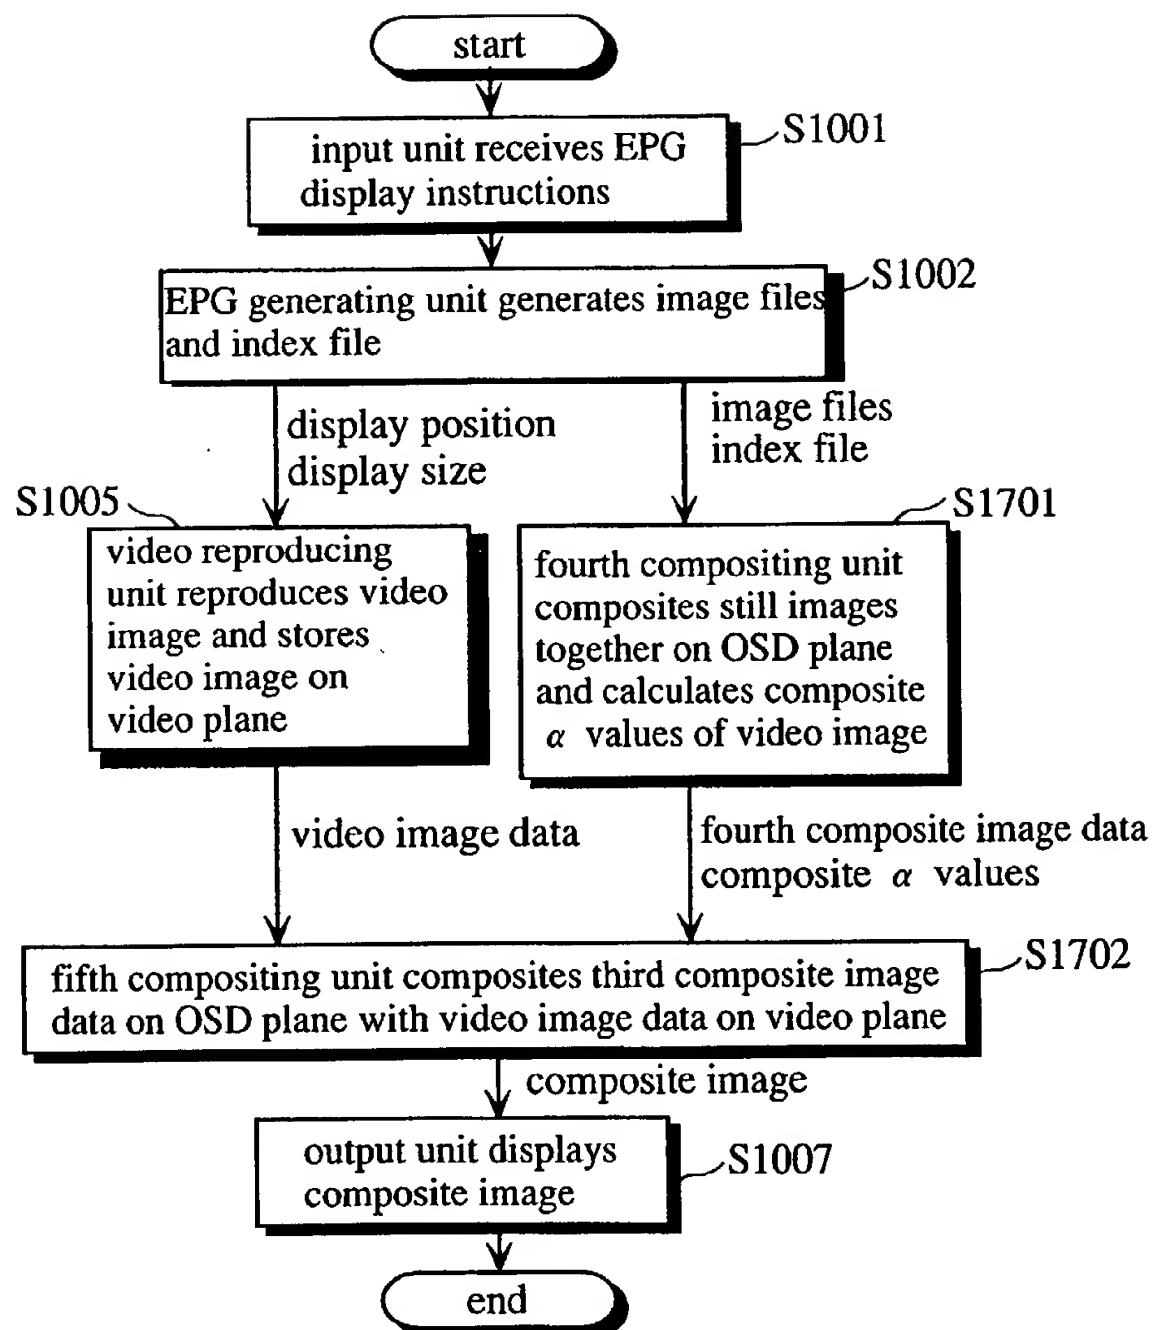 start
S1001
input unit receives EPG
display instructions
S1002
EPG generating unit generates image files
and index file
display position
display size
image files
index file
S1005
video reproducing
unit reproduces video
image and stores
video image on
video plane
S1701
fourth compositing unit
composites still images
together on OSD plane
and calculates composite
α values of video image
video image data
fourth composite image data
composite α values
S1702
fifth compositing unit composites third composite image
data on OSD plane with video image data on video plane
composite image
output unit displays
composite image
S1007
end